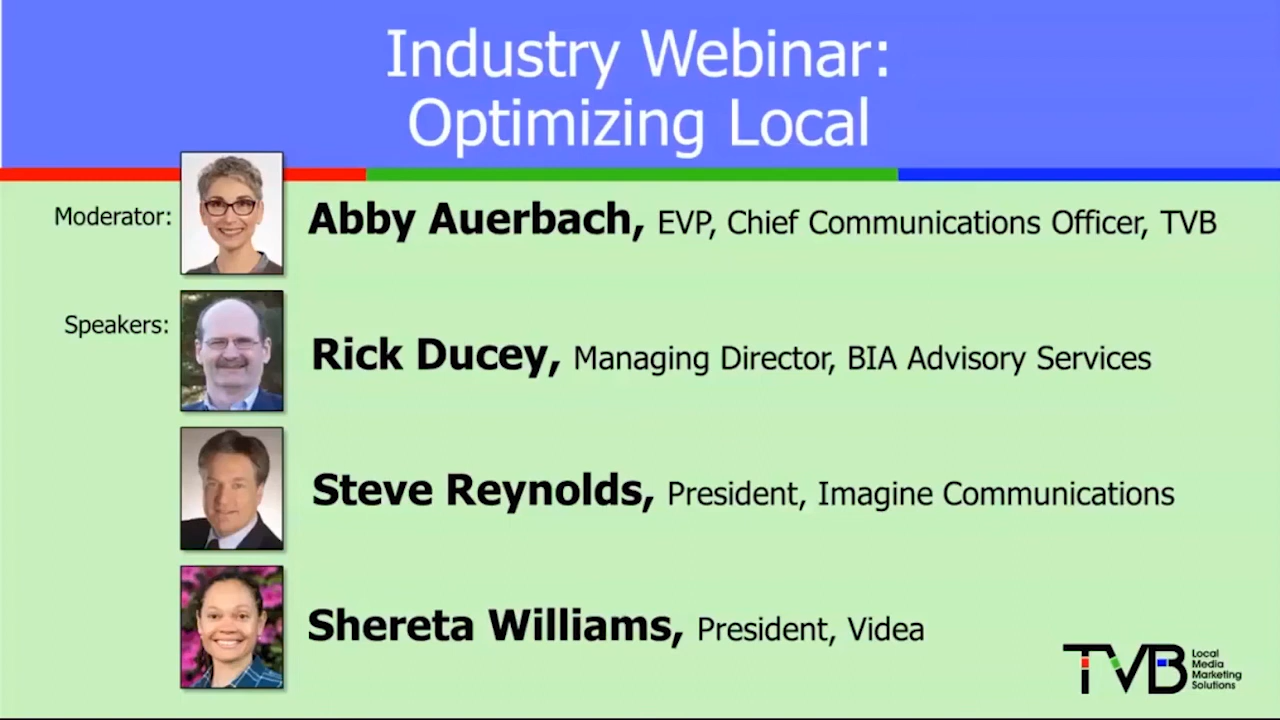 Industry Webinar:
Optimizing Local
Moderator:
Abby Auerbach, EVP, Chief Communications Officer, TVB
Speakers:
Rick Ducey, Managing Director, BIA Advisory Services
Steve Reynolds, President, Imagine Communications
Shereta Williams, President, Videa
TVB
Local
Media
Marketing
Solutions